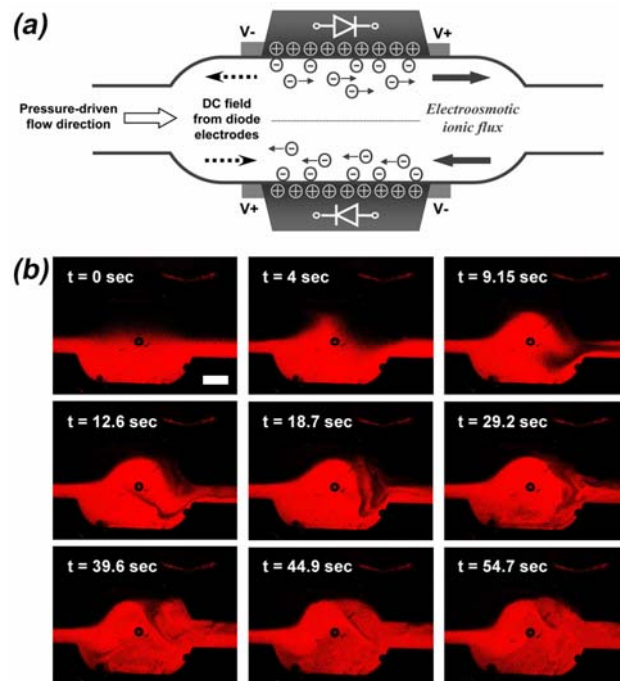 (a)
V-
V+
Pressure-driven
flow direction
DC field
from diode
electrodes
Electroosmotic
ionic flux
V+
V-
(b)
t = 0 sec
t = 4 sec
t = 9.15 sec
t = 12.6 sec
t = 18.7 sec
t = 29.2 sec
t = 39.6 sec
t = 44.9 sec
t = 54.7 sec